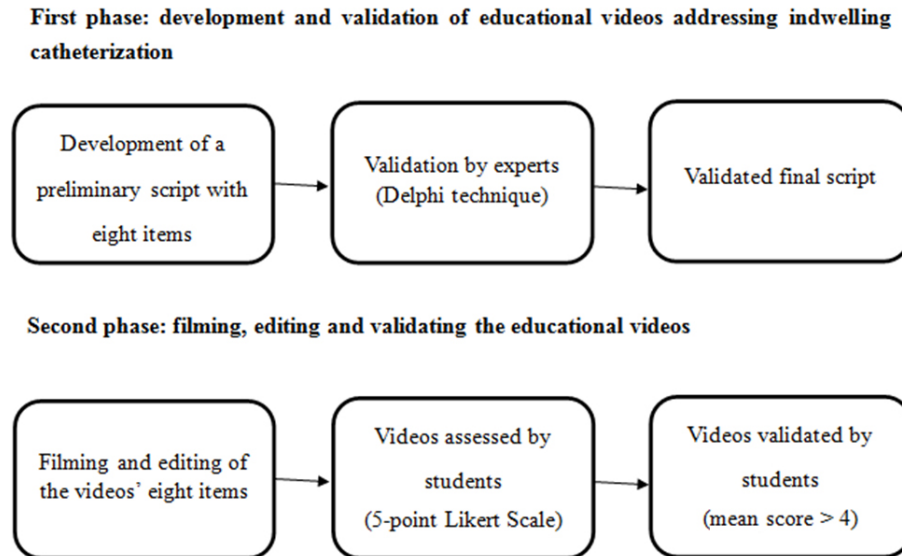 First phase: development and validation of educational videos addressing indwelling
catheterization
Development of a
preliminary script with
eight items
Validation by experts
(Delphi technique)
Validated final script
Second phase: filming, editing and validating the educational videos
Filming and editing of
the videos' eight items
Videos assessed by
students
(5-point Likert Scale)
Videos validated by
students
(mean score > 4)